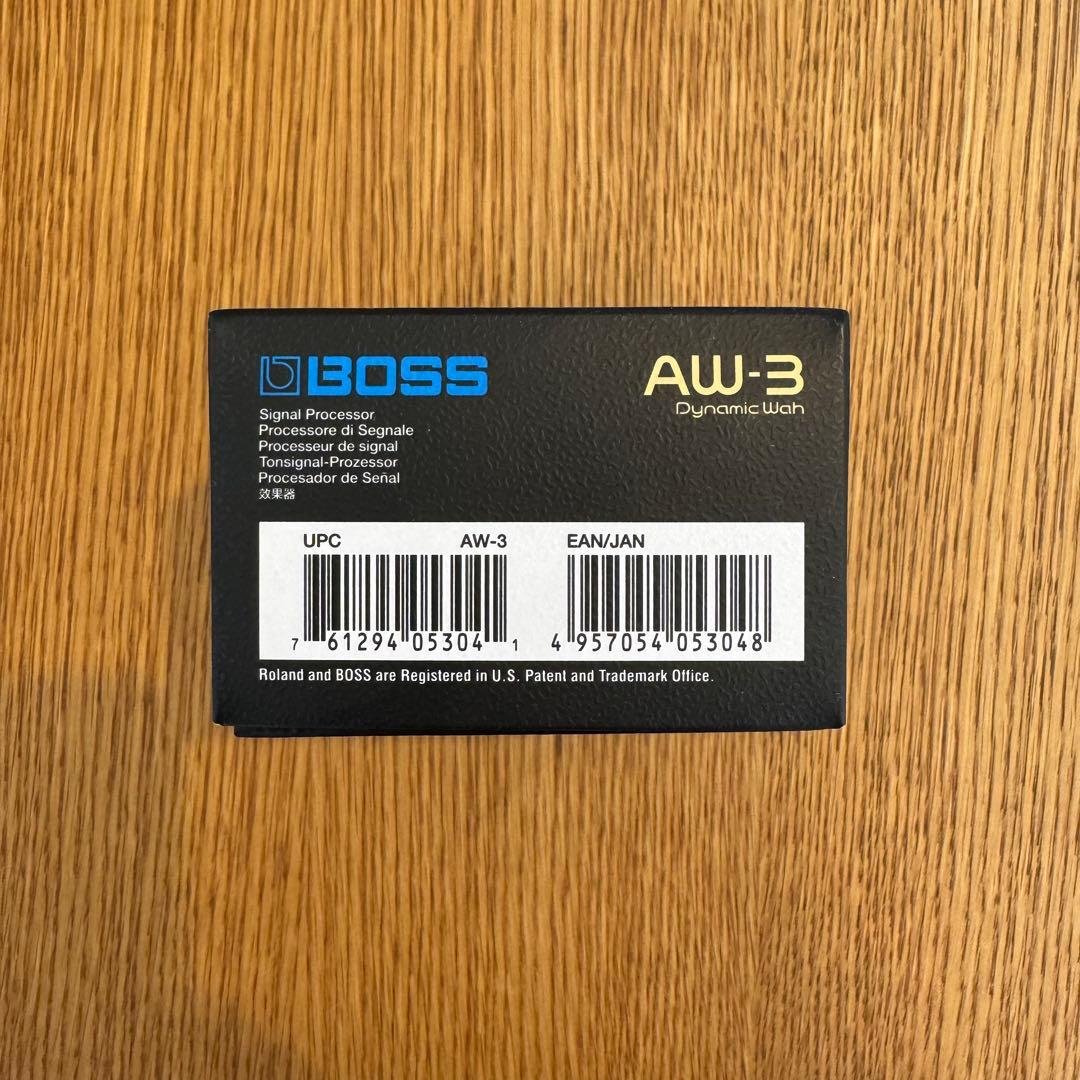 BOSS
AW-3
Dynamic Wah
Signal Processor
Processore di Segnale
Processeur de signal
Tonsignal-Prozessor
Procesador de Señal
效果器
UPC AW-3
7 61294 05304 1
EAN/JAN
4 957054 053048
Roland and BOSS are Registered in U.S. Patent and Trademark Office.